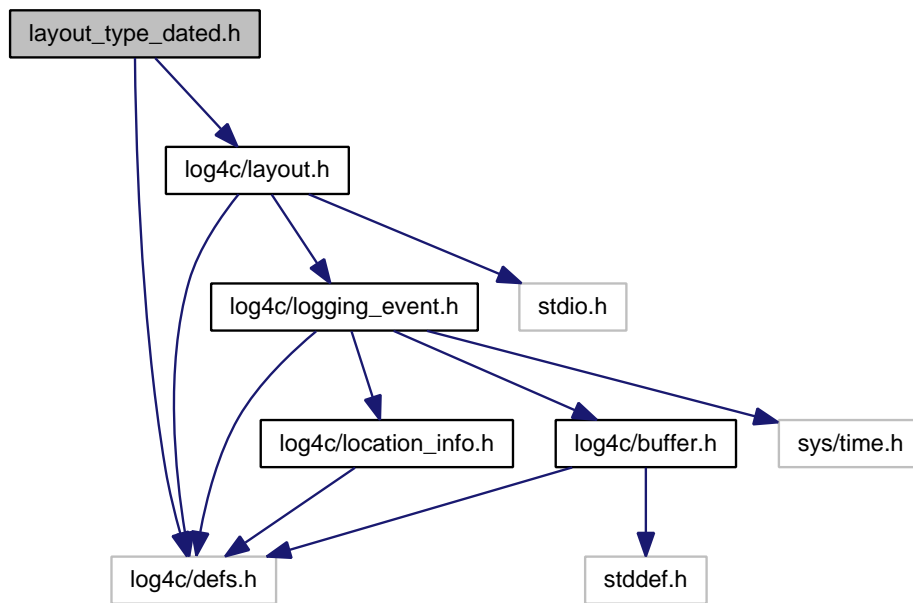 layout_type_dated.h
log4c/layout.h
log4c/logging_event.h
stdio.h
log4c/location_info.h
log4c/buffer.h
sys/time.h
log4c/defs.h
stddef.h